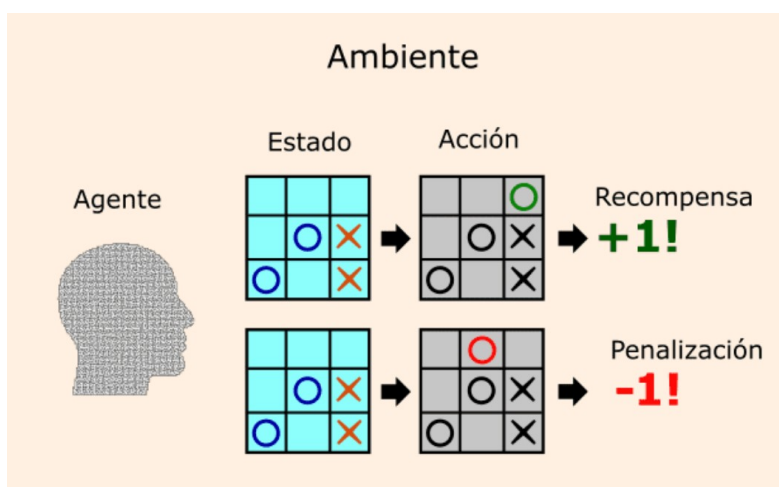 Ambiente
Estado
Acción
Agente
Recompensa
+1!
Penalización
-1!